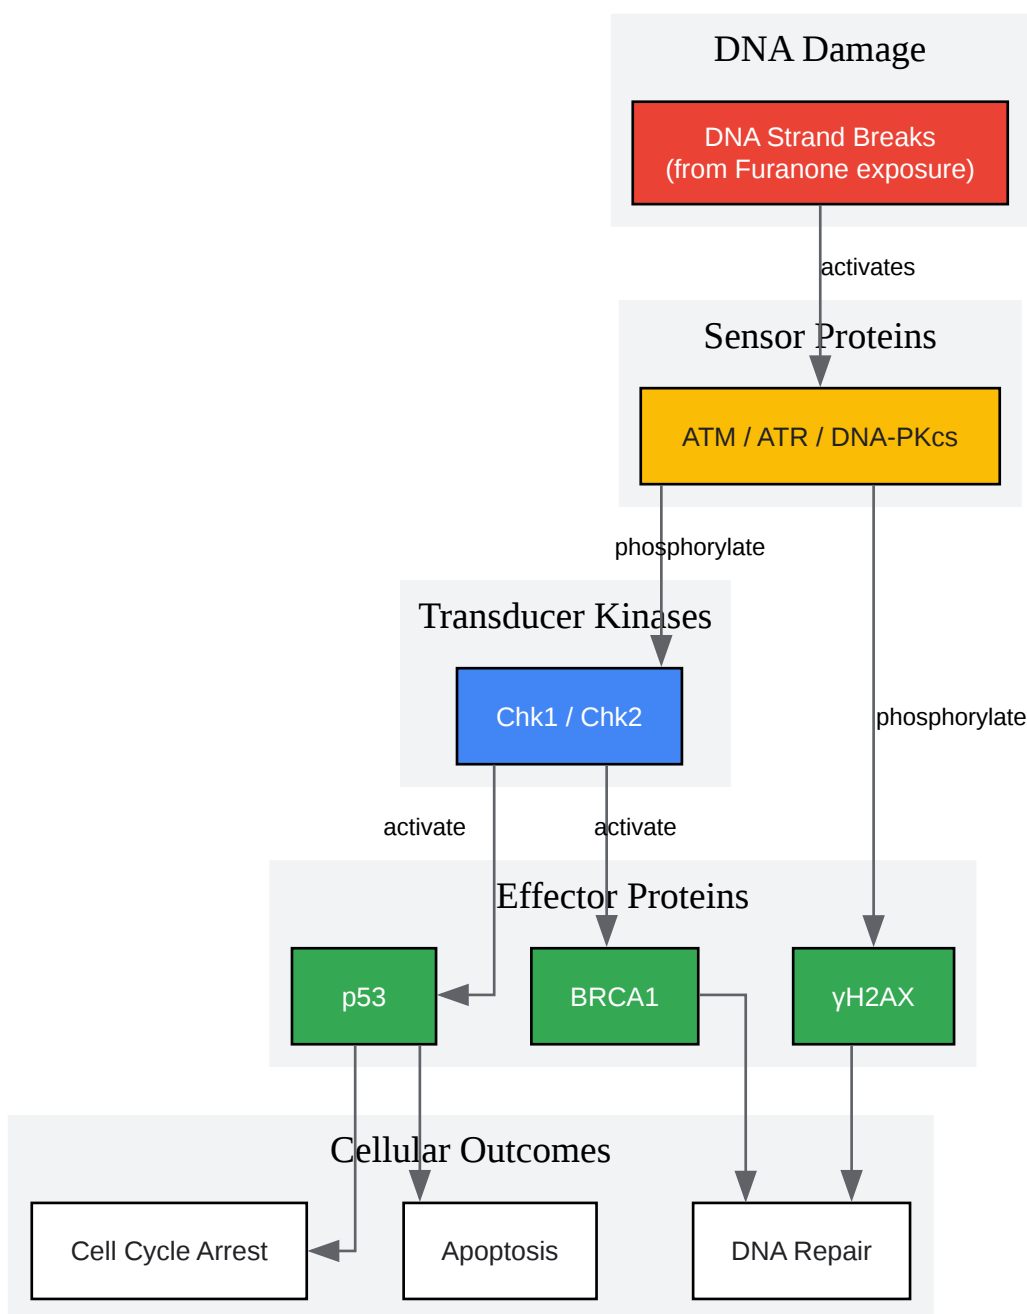 DNA Damage
DNA Strand Breaks
(from Furanone exposure)
activates
Sensor Proteins
ATM / ATR / DNA-PKcs
phosphorylate
Transducer Kinases
Chk1 / Chk2
phosphorylate
activate
activate
Effector Proteins
p53
BRCA1
γH2AX
Cellular Outcomes
Cell Cycle Arrest
Apoptosis
DNA Repair